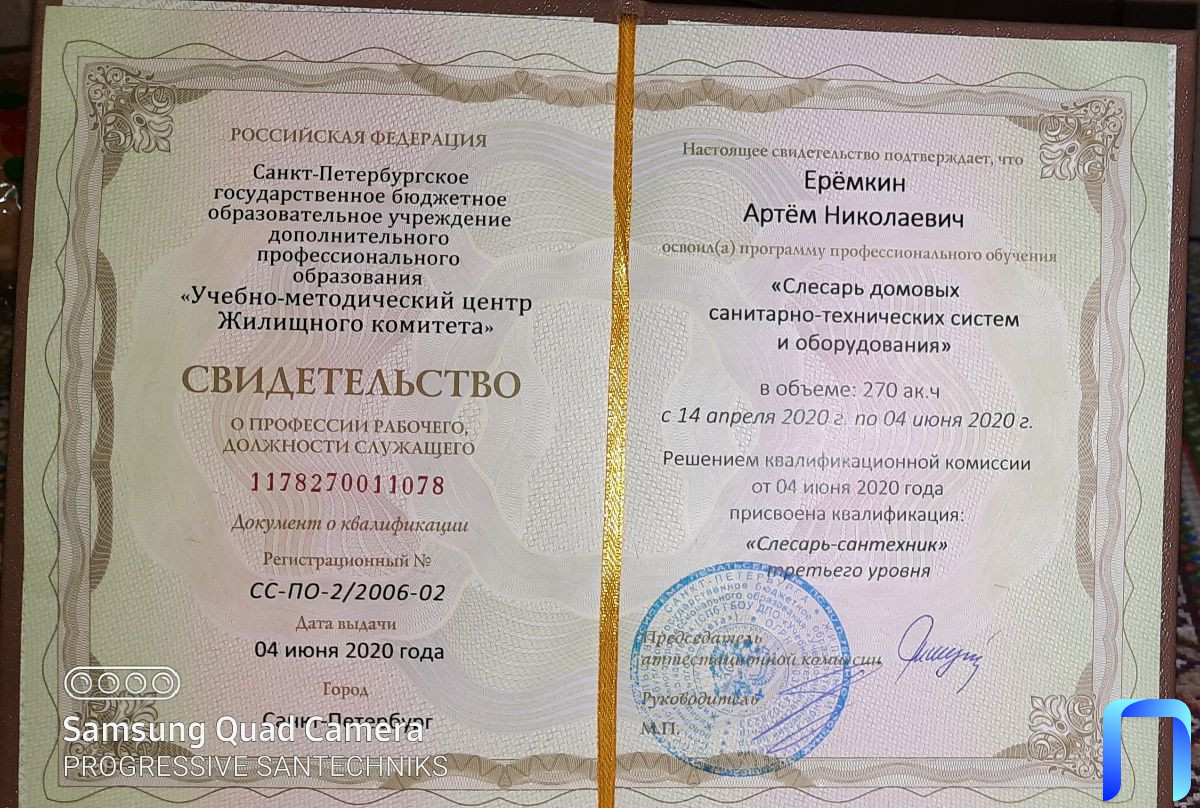 РОССИЙСКАЯ ФЕДЕРАЦИЯ
Санкт-Петербургское
государственное бюджетное
образовательное учреждение
дополнительного
профессионального
образования
«Учебно-методический центр
Жилищного комитета»
СВИДЕТЕЛЬСТВО
О ПРОФЕССИИ РАБОЧЕГО,
ДОЛЖНОСТИ СЛУЖАЩЕГО
1178270011078
Документ о квалификации
Регистрационный №
СС-ПО-2/2006-02
Дата выдачи
04 июня 2020 года
Город
Санкт-Петербург
Samsung Quad Camera
PROGRESSIVE SANTECHNIKS
Настоящее свидетельство подтверждает, что
Ерёмкин
Артём Николаевич
освоил(а) программу профессионального обучения
«Слесарь домовых
санитарно-технических систем
и оборудования»
в объеме: 270 ак.ч
с 14 апреля 2020 г. по 04 июня 2020 г.
Решением квалификационной комиссии
от 04 июня 2020 года
присвоена квалификация:
«Слесарь-сантехник»
третьего уровня
Председатель
аттестационной комиссии
Руководитель
М.П.